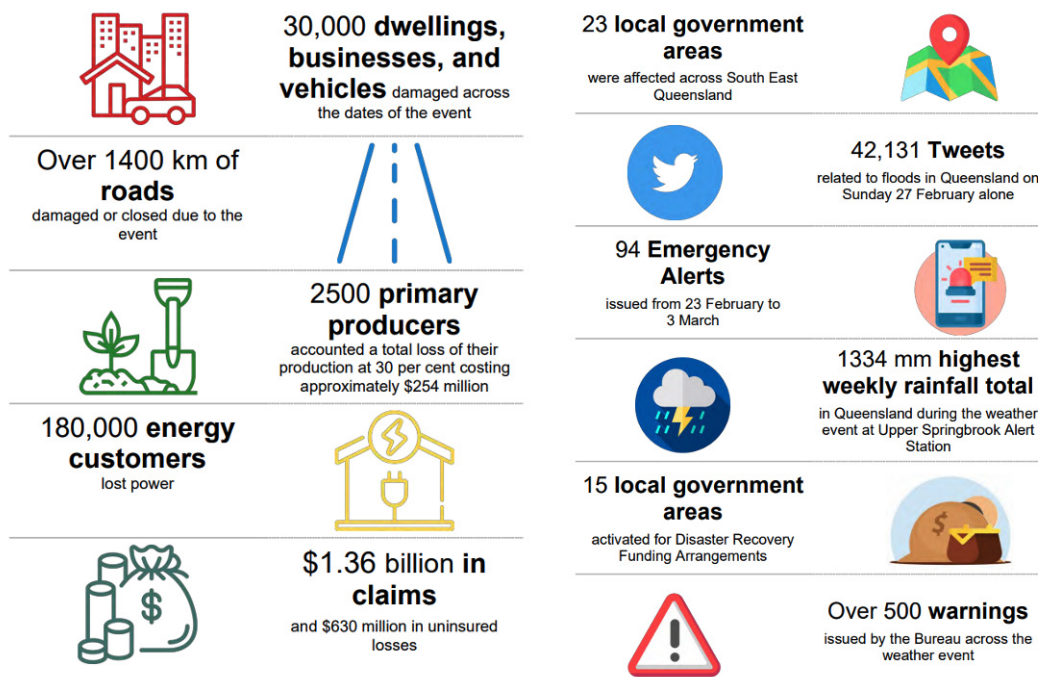 30,000 dwellings,
businesses, and
vehicles damaged across
the dates of the event
Over 1400 km of
roads
damaged or closed due to the
event
2500 primary
producers
accounted a total loss of their
production at 30 per cent costing
approximately $254 million
180,000 energy
customers
lost power
$
$1.36 billion in
claims
and $630 million in uninsured
losses
23 local government
areas
were affected across South East
Queensland
42,131 Tweets
related to floods in Queensland on
Sunday 27 February alone
94 Emergency
Alerts
issued from 23 February to
3 March
1334 mm highest
weekly rainfall total
in Queensland during the weather
event at Upper Springbrook Alert
Station
15 local government
areas
activated for Disaster Recovery
Funding Arrangements
$
Over 500 warnings
issued by the Bureau across the
weather event